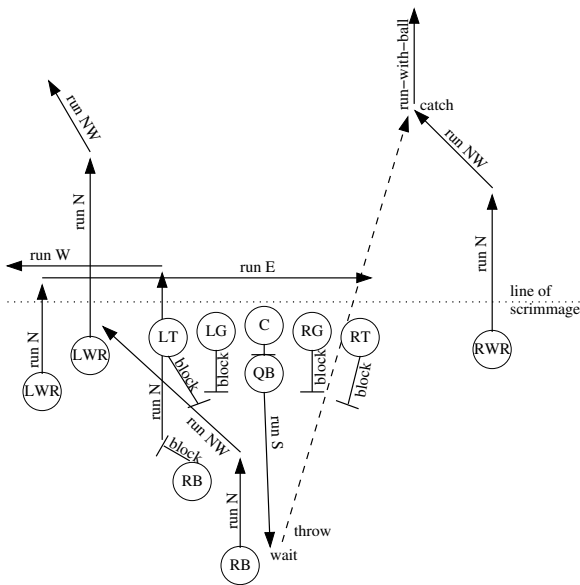 run−with−ball
catch
run NW
run NW
run N
run N
run W
run E
line of
scrimmage
run N
LWR
LWR
LT
LG
C
RG
RT
RWR
QB
block
block
block
block
run N
run NW
run S
block
RB
run N
throw
wait
RB